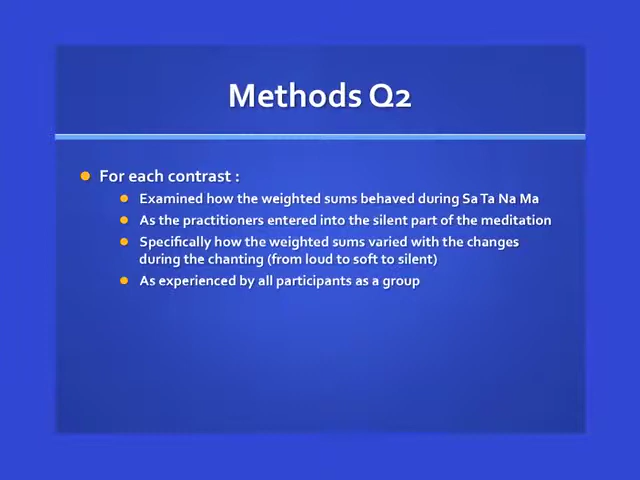 Methods Q2
For each contrast :
Examined how the weighted sums behaved during Sa Ta Na Ma
As the practitioners entered into the silent part of the meditation
Specifically how the weighted sums varied with the changes
during the chanting (from loud to soft to silent)
As experienced by all participants as a group